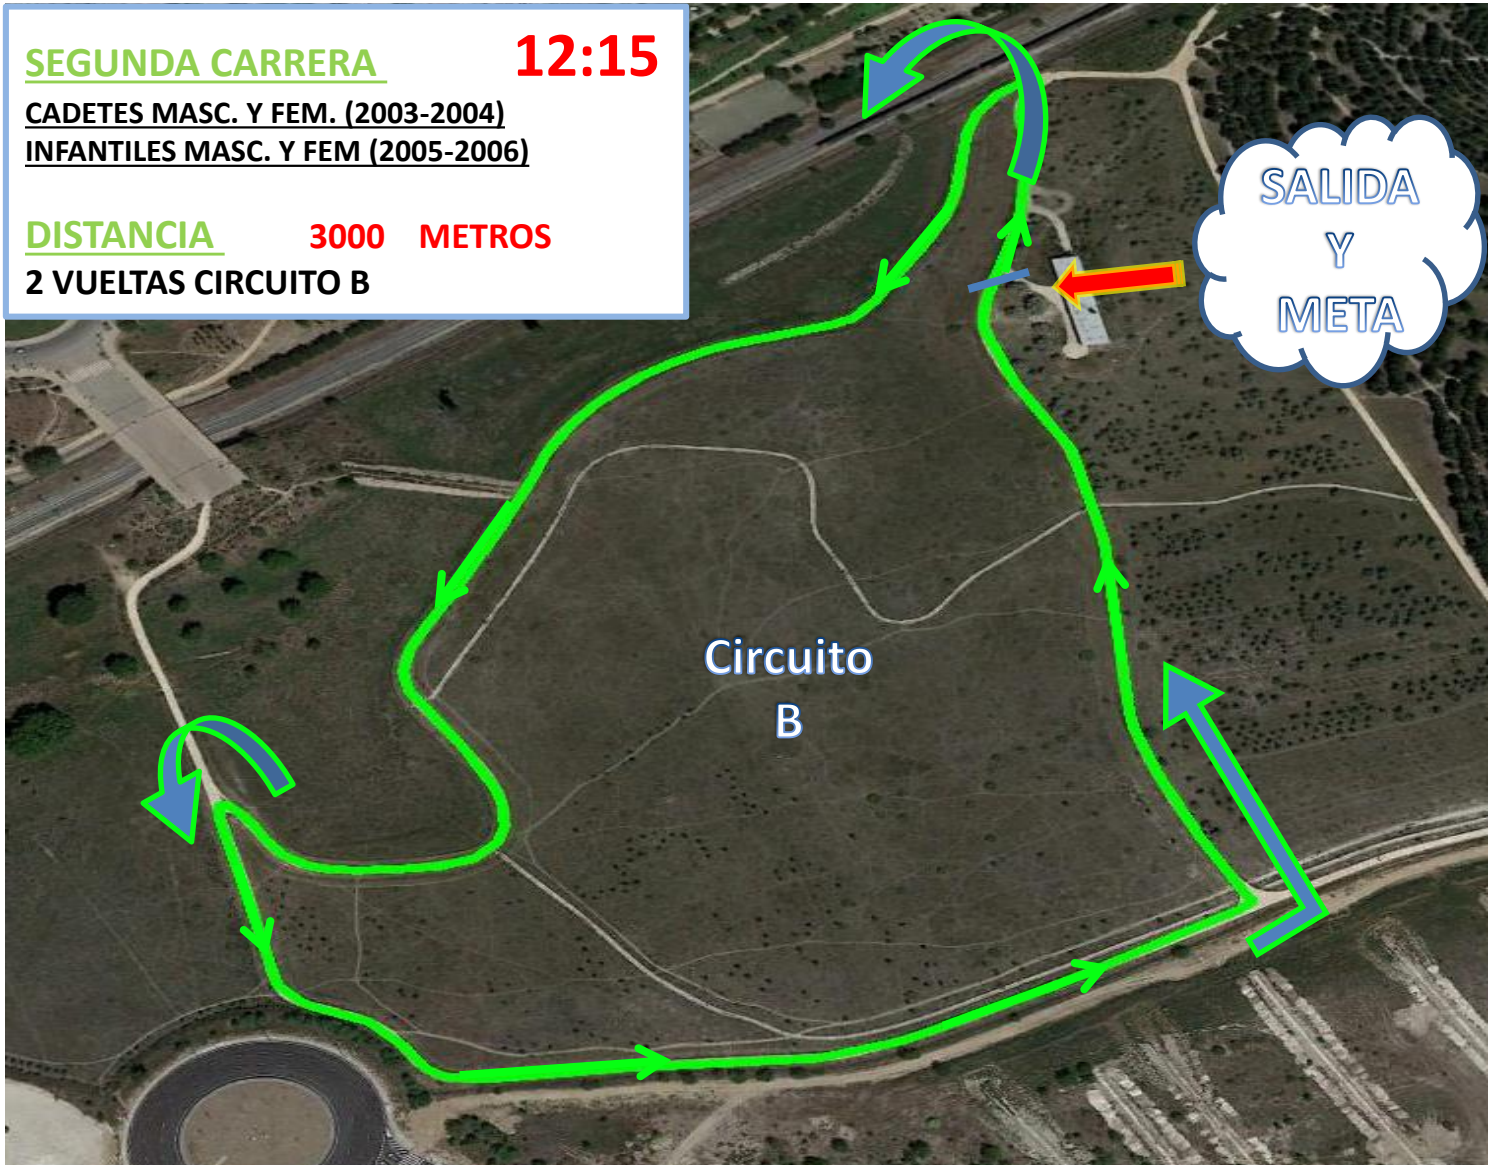 SEGUNDA CARRERA 12:15
CADETES MASC. Y FEM. (2003-2004)
INFANTILES MASC. Y FEM (2005-2006)
DISTANCIA 3000 METROS
2 VUELTAS CIRCUITO B
SALIDA
Y
META
Circuito
B